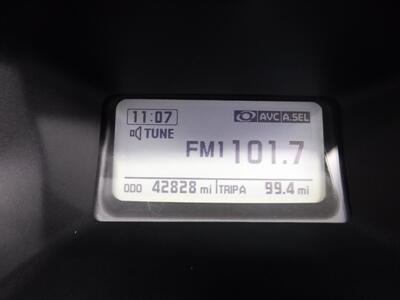 11:07 AVC A.SEL
TUNE
FM1 101.7
ODO 42828 mi TRIPA 99.4 mi